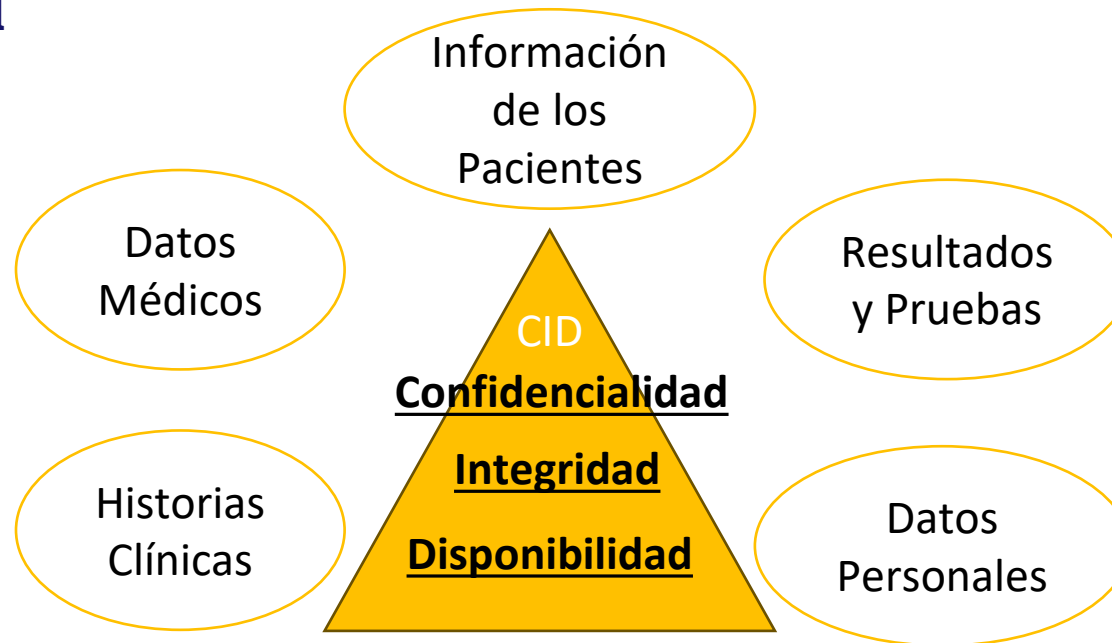 Información
de los
Pacientes
Datos
Médicos
Resultados
y Pruebas
CID
Confidencialidad
Integridad
Disponibilidad
Historias
Clínicas
Datos
Personales